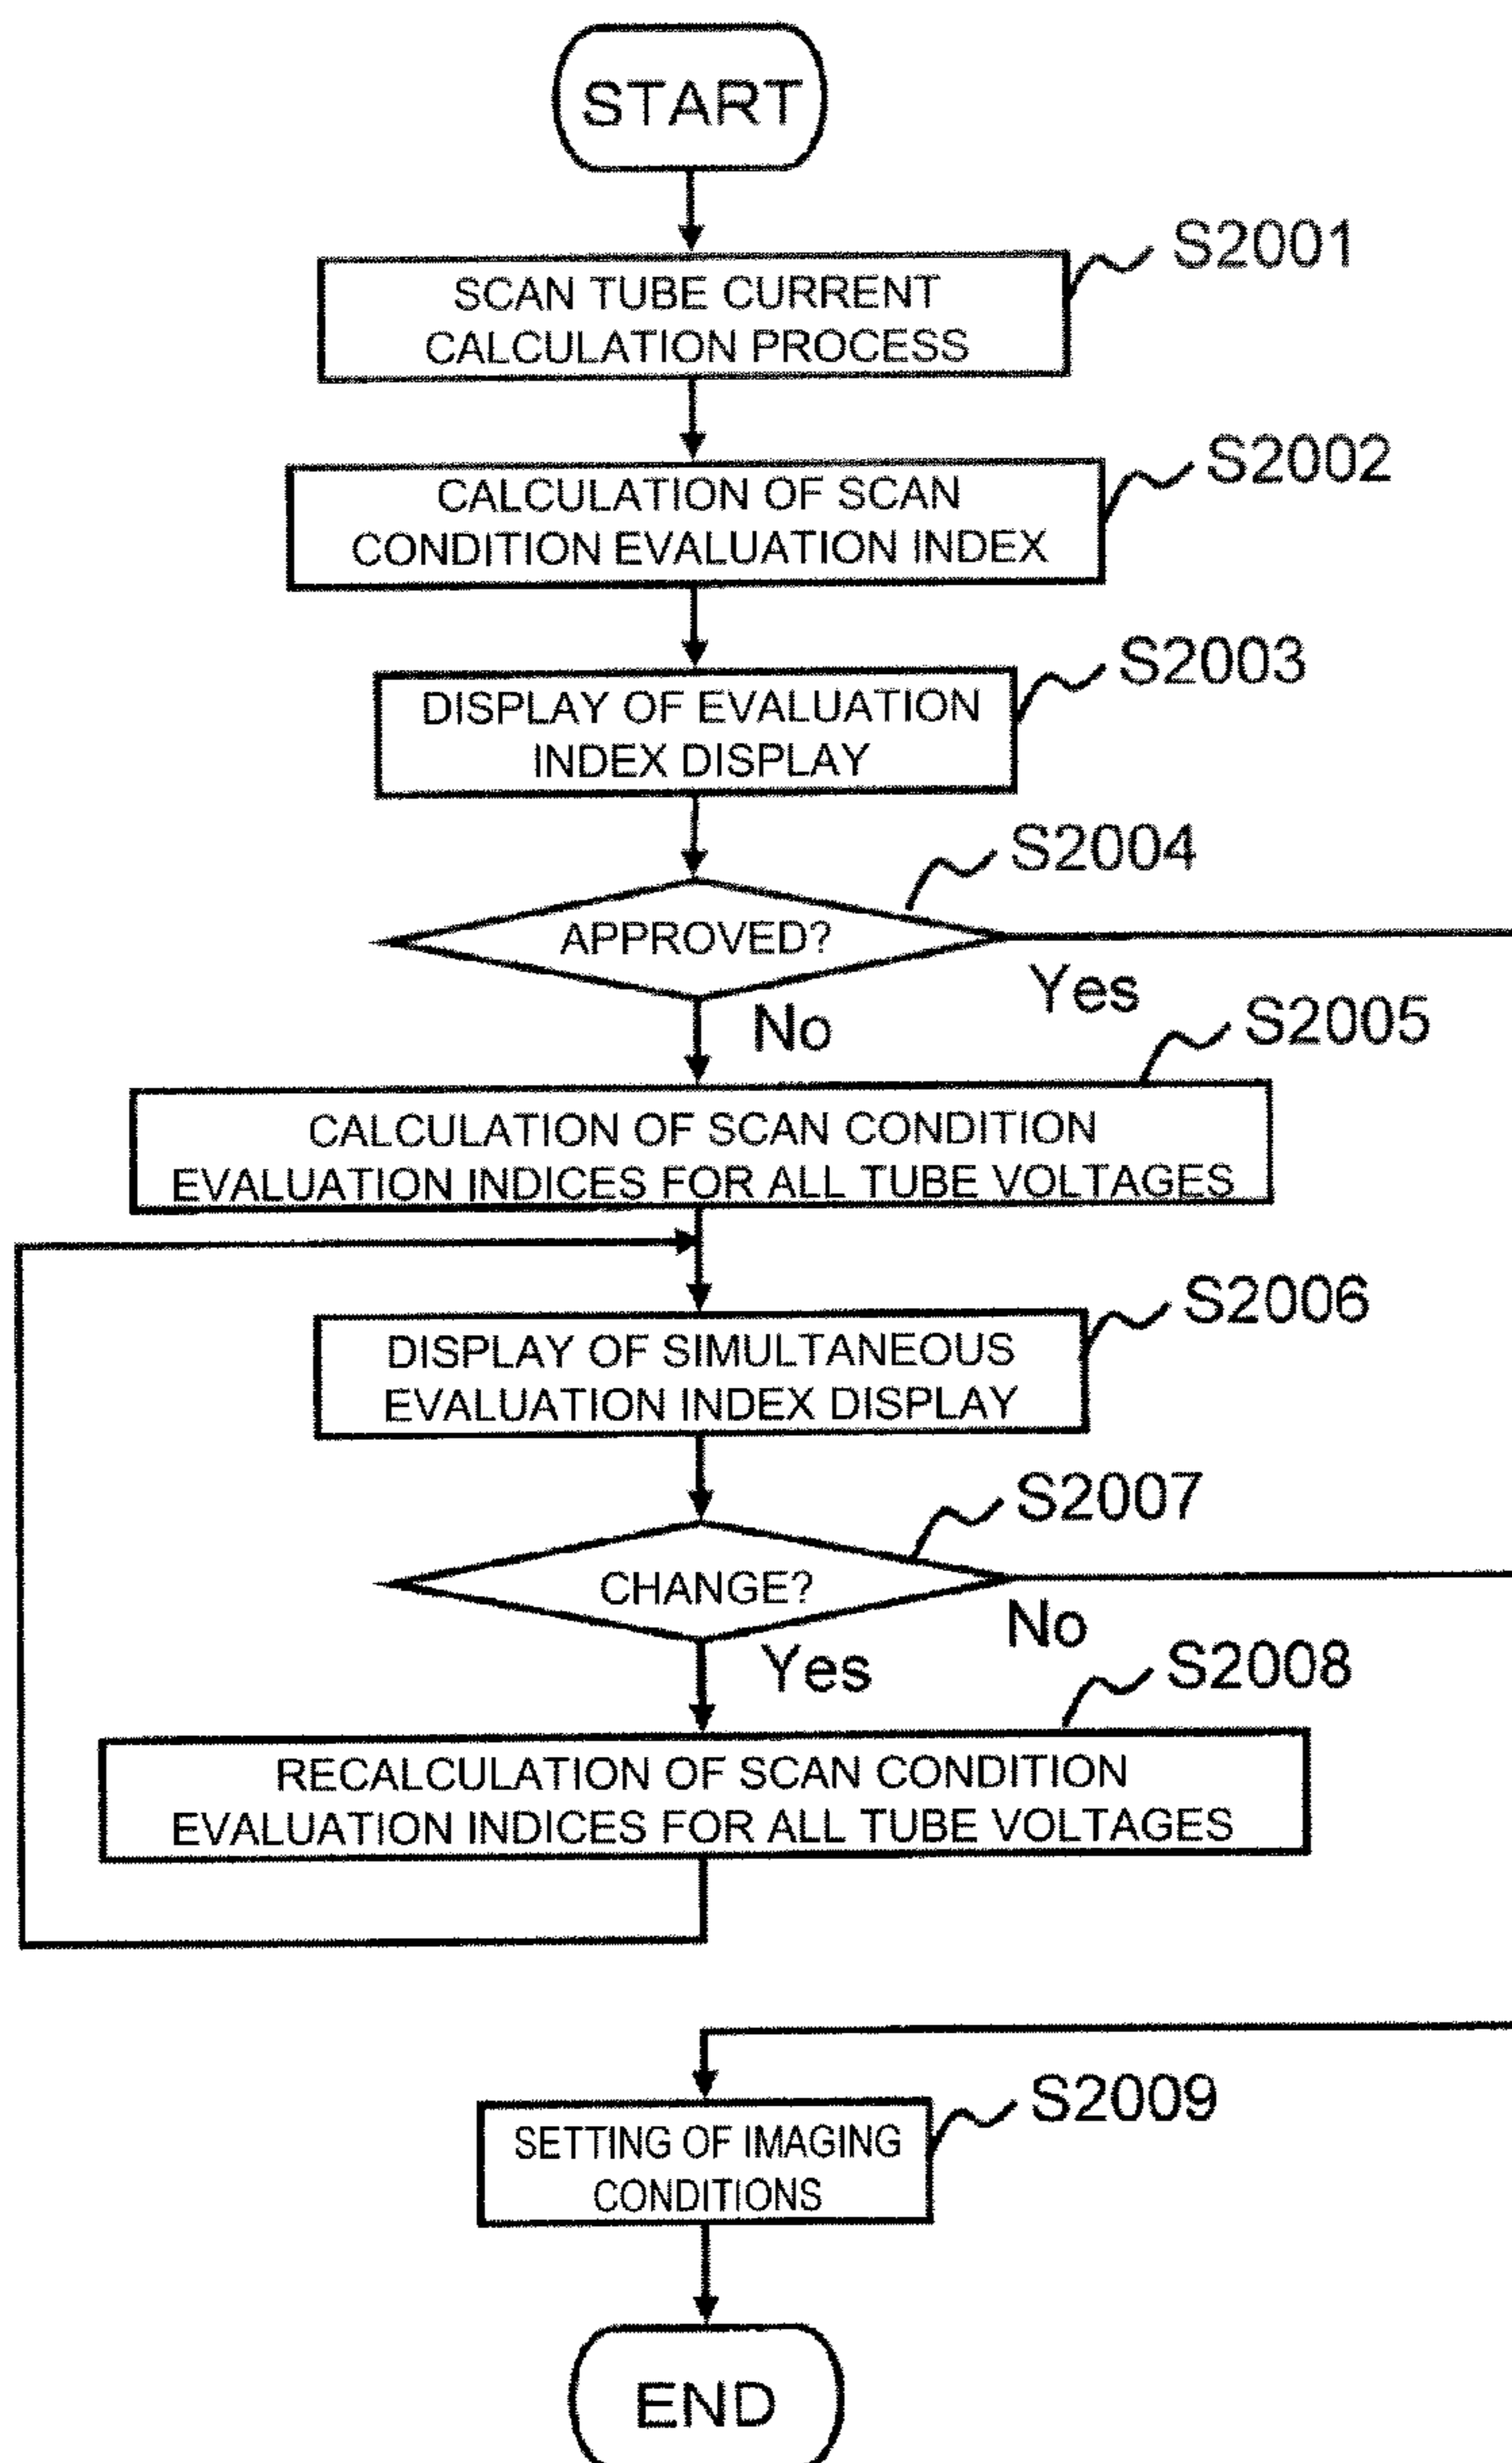 START
S2001
SCAN TUBE CURRENT
CALCULATION PROCESS
S2002
CALCULATION OF SCAN
CONDITION EVALUATION INDEX
S2003
DISPLAY OF EVALUATION
INDEX DISPLAY
S2004
APPROVED?
Yes
No
S2005
CALCULATION OF SCAN CONDITION
EVALUATION INDICES FOR ALL TUBE VOLTAGES
S2006
DISPLAY OF SIMULTANEOUS
EVALUATION INDEX DISPLAY
S2007
CHANGE?
No
Yes
S2008
RECALCULATION OF SCAN CONDITION
EVALUATION INDICES FOR ALL TUBE VOLTAGES
S2009
SETTING OF IMAGING
CONDITIONS
END